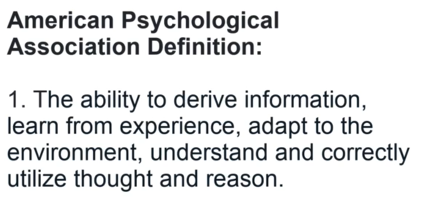 American Psychological
Association Definition:
1. The ability to derive information,
learn from experience, adapt to the
environment, understand and correctly
utilize thought and reason.